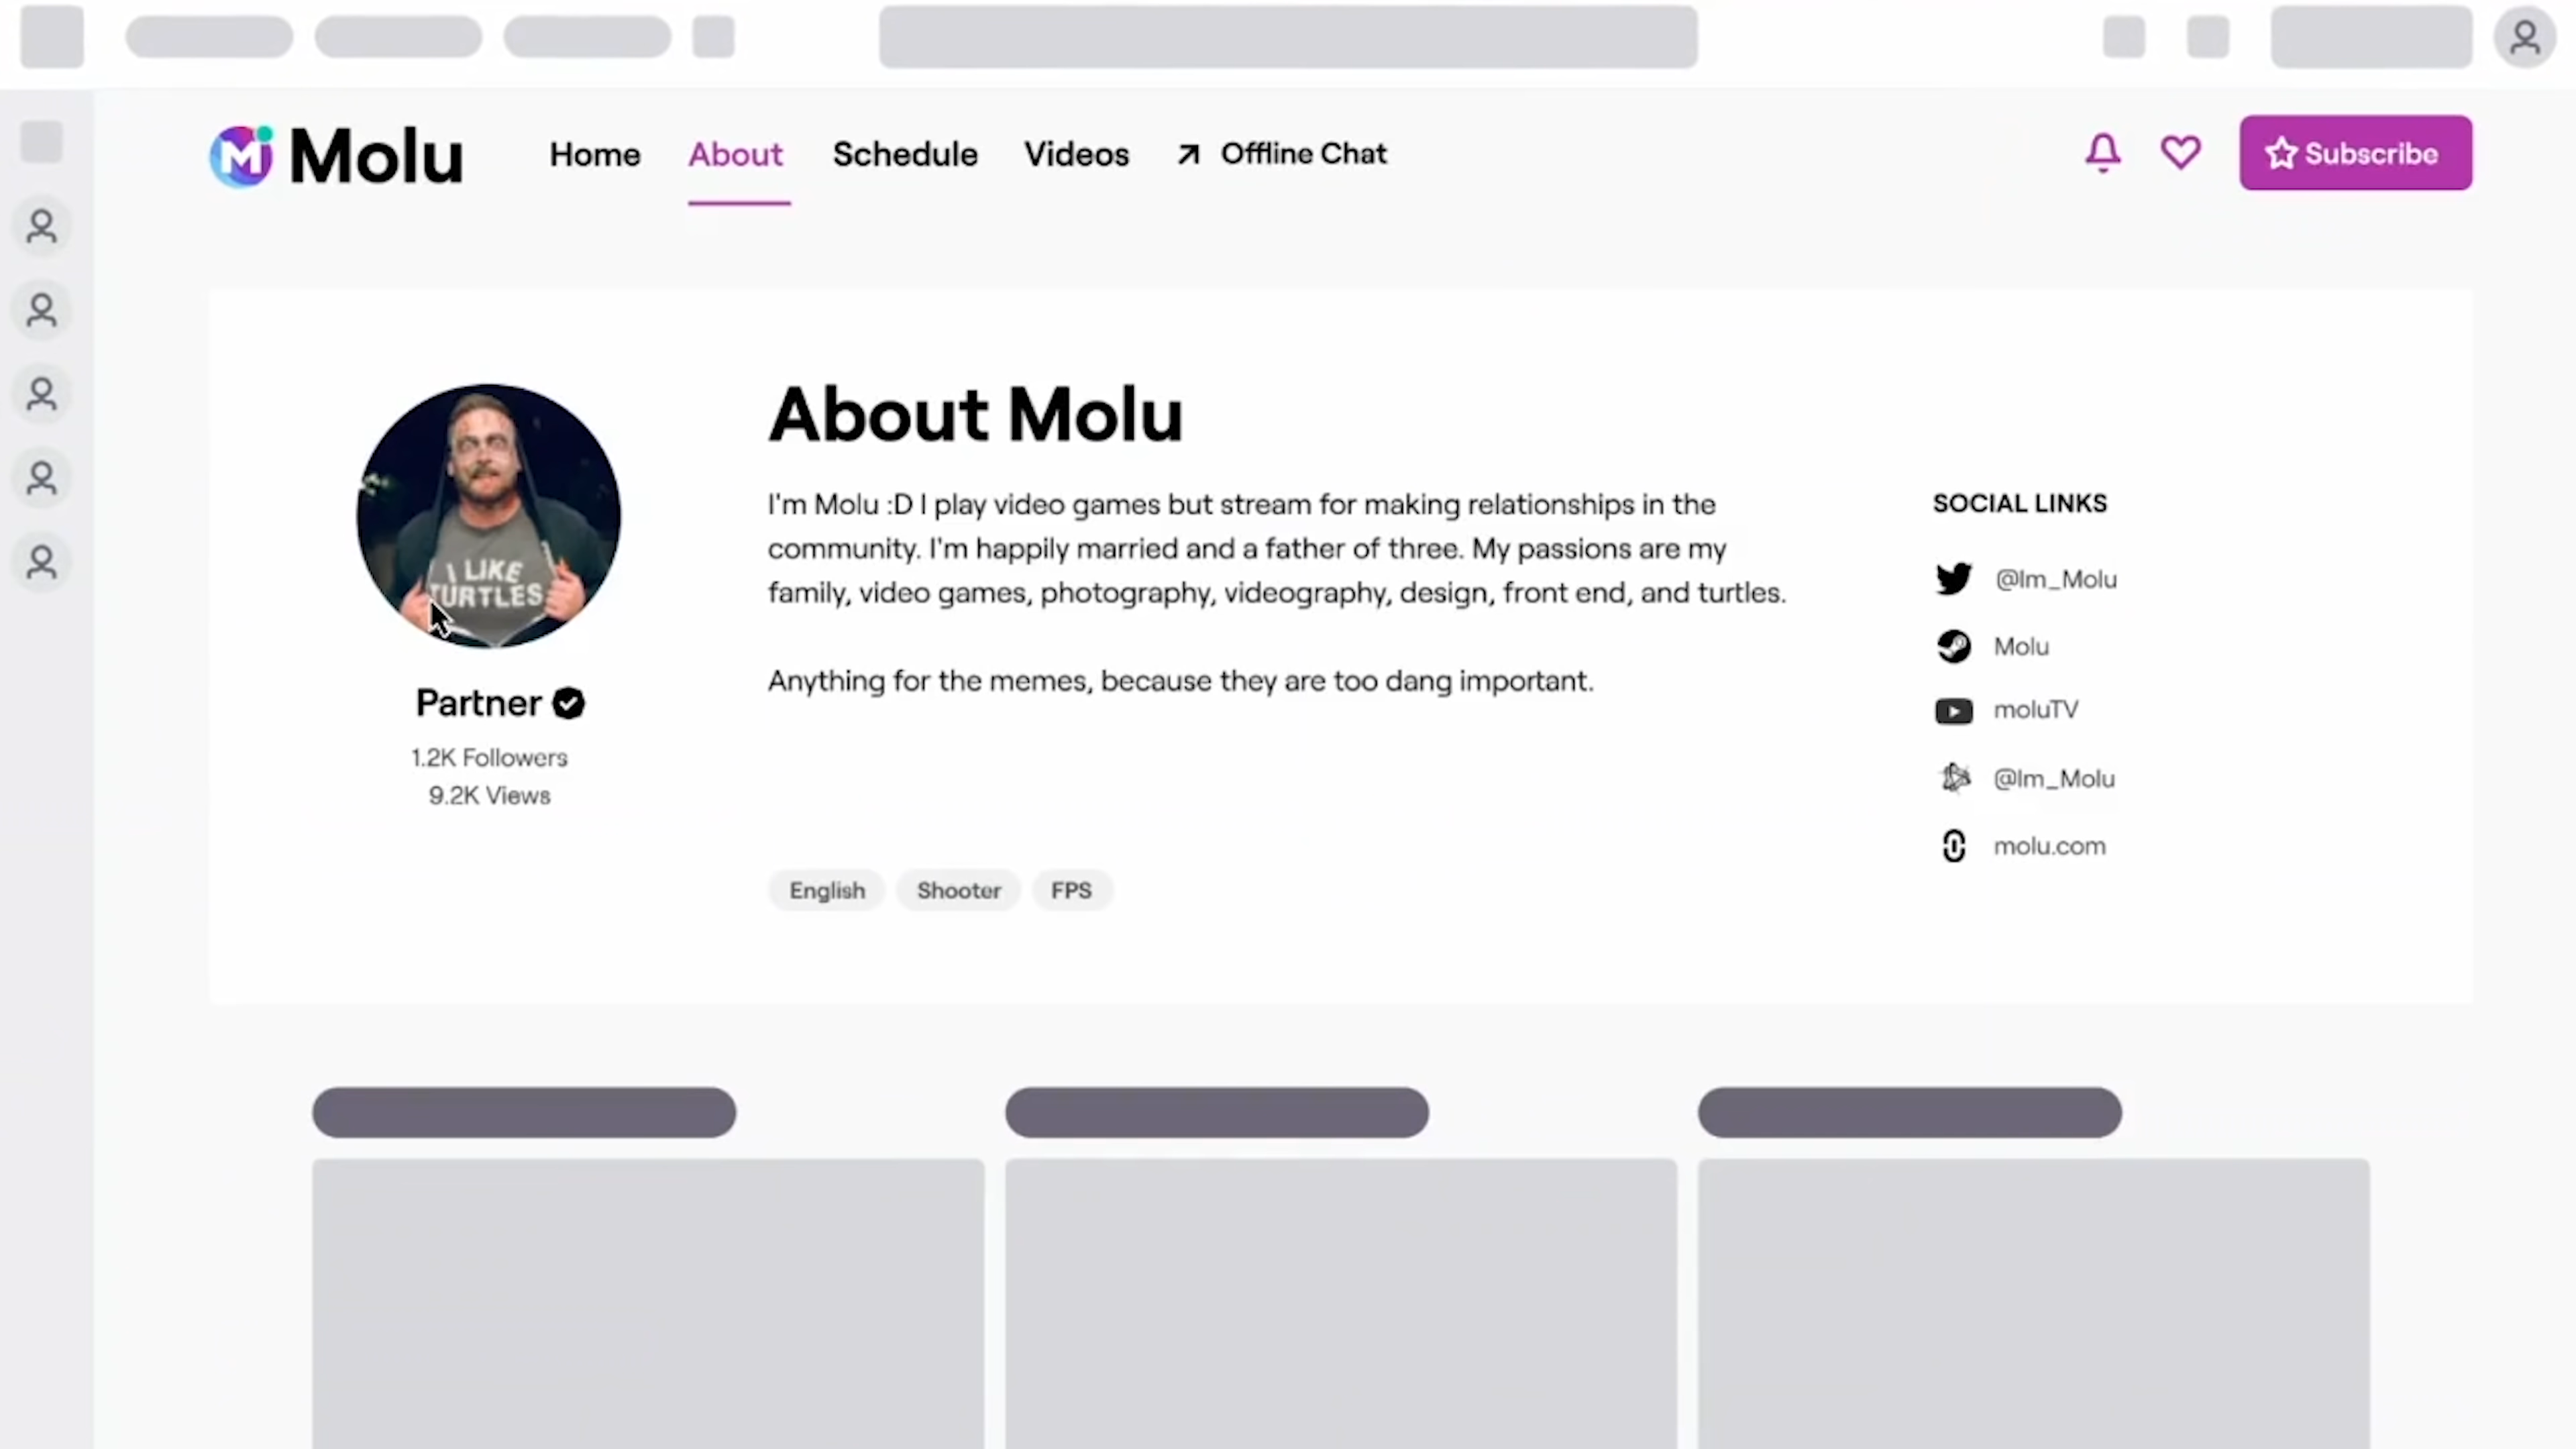 Molu
Home
About
Schedule
Videos
Offline Chat
Subscribe
I LIKE
TURTLES
Partner
1.2K Followers
9.2K Views
About Molu
I'm Molu :D I play video games but stream for making relationships in the
community. I'm happily married and a father of three. My passions are my
family, video games, photography, videography, design, front end, and turtles.
Anything for the memes, because they are too dang important.
English
Shooter
FPS
SOCIAL LINKS
@Im_Molu
Molu
moluTV
@Im_Molu
molu.com